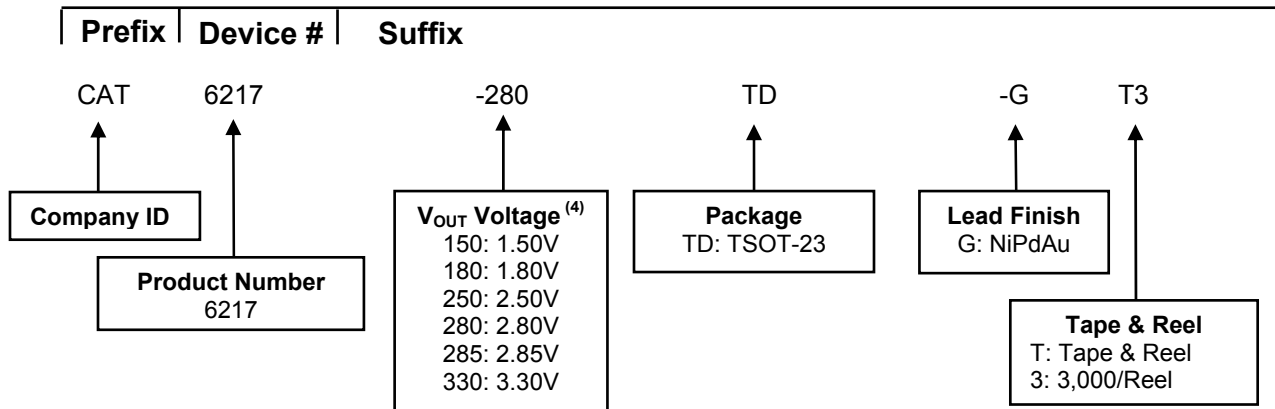 Prefix Device # Suffix
CAT 6217 -280 TD -G T3
Company ID
Product Number
6217
VOUT Voltage (4)
150: 1.50V
180: 1.80V
250: 2.50V
280: 2.80V
285: 2.85V
330: 3.30V
Package
TD: TSOT-23
Lead Finish
G: NiPdAu
Tape & Reel
T: Tape & Reel
3: 3,000/Reel